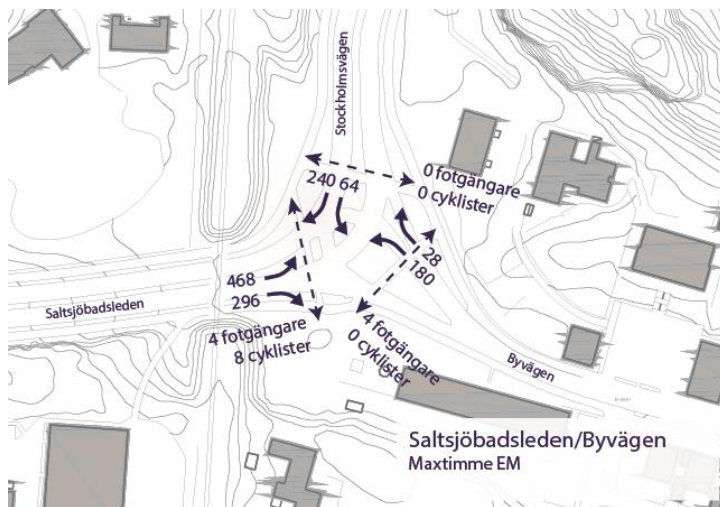 Stockholmsvägen
0 fotgängare
0 cyklister
240 64
28
180
468
296
Saltsjöbadsleden
4 fotgängare
8 cyklister
4 fotgängare
0 cyklister
Byvägen
Saltsjöbadsleden/Byvägen
Maxtimme EM